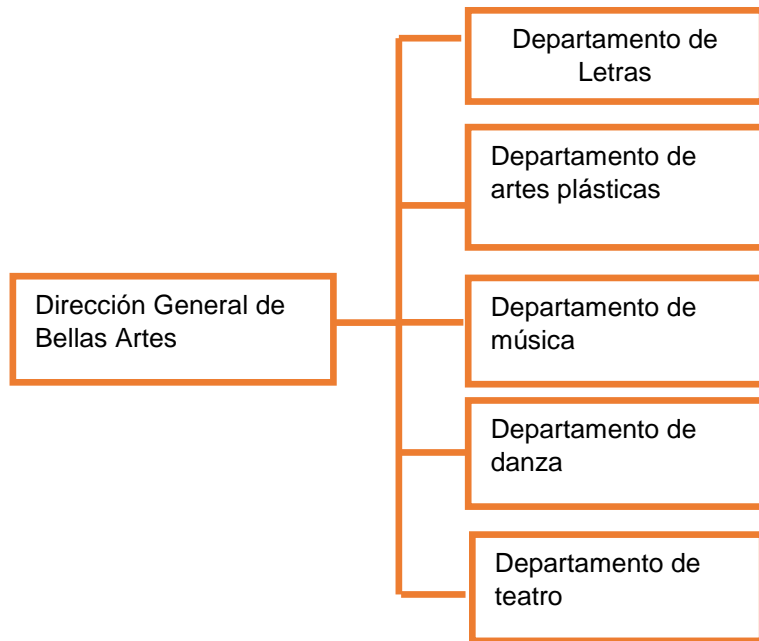 Departamento de
Letras
Departamento de
artes plásticas
Dirección General de
Bellas Artes
Departamento de
música
Departamento de
danza
Departamento de
teatro